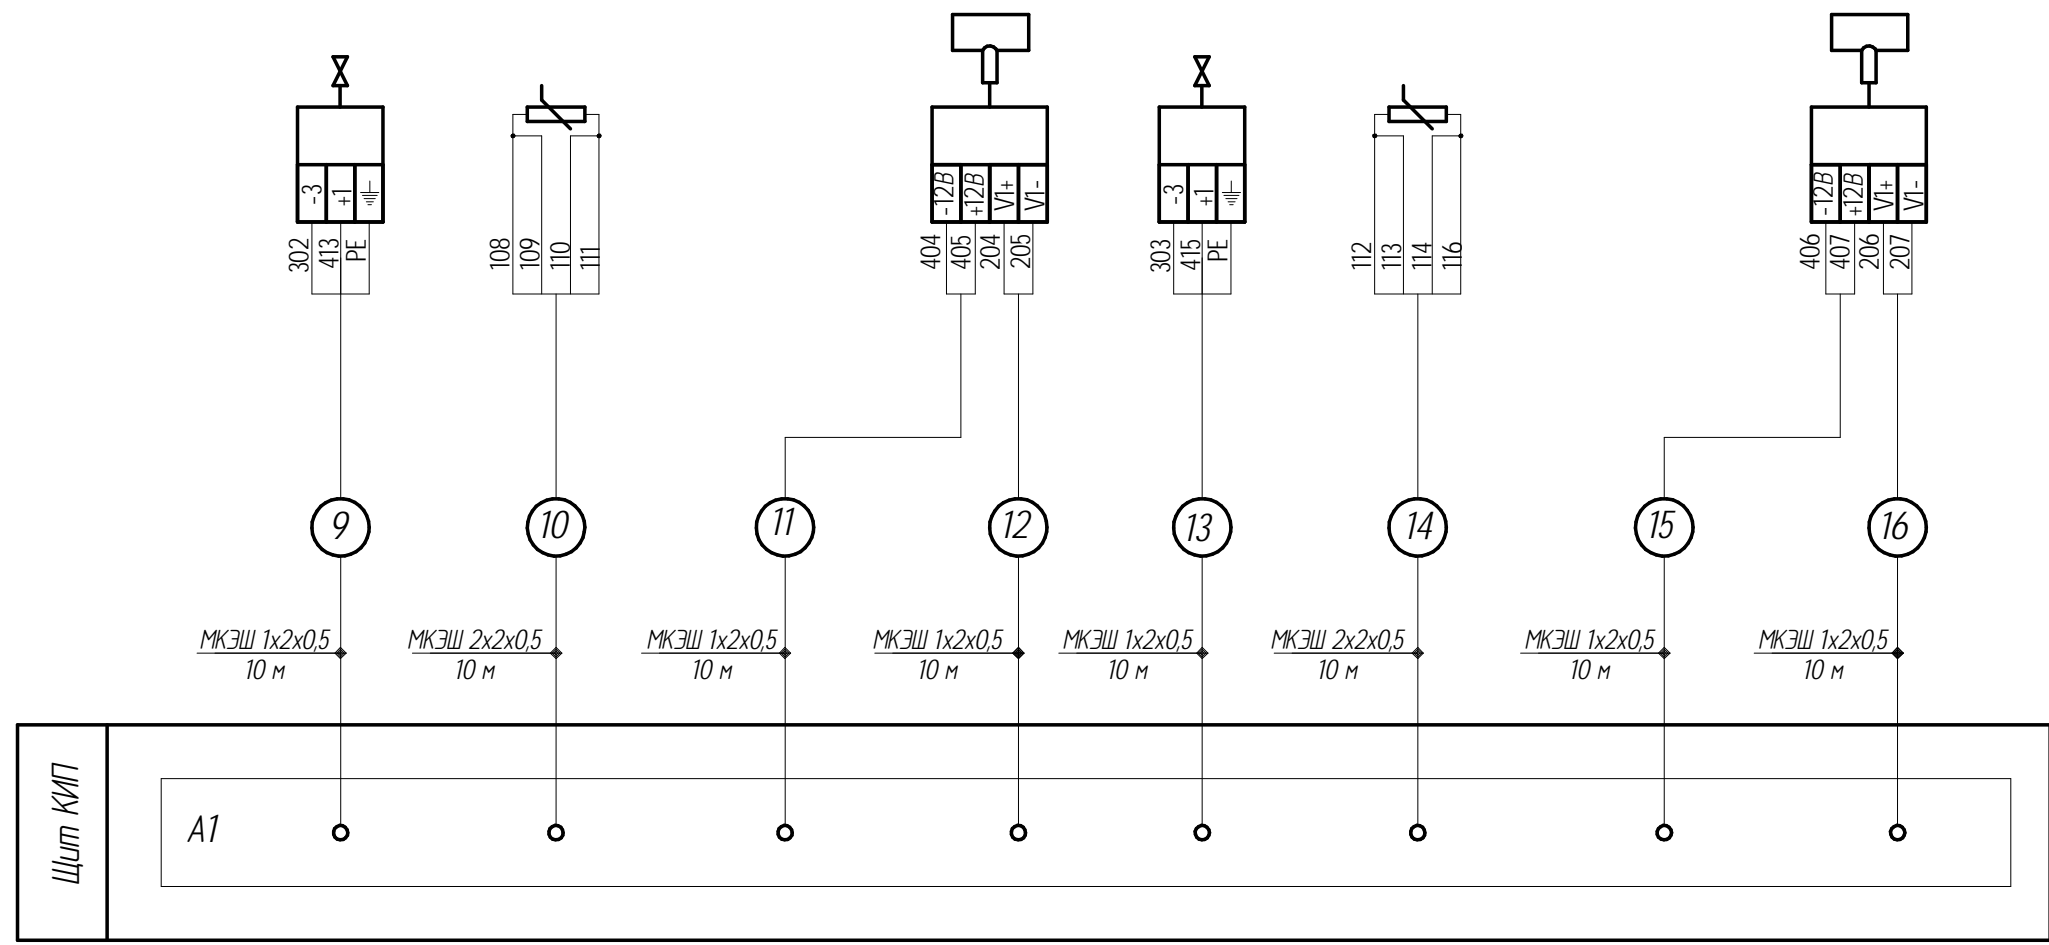 -3
+1
302
413
PE
108
109
110
111
-12В
+12В
V1+
V1-
404
405
204
205
-3
+1
303
415
PE
112
113
114
116
-12В
+12В
V1+
V1-
406
407
206
207
9
10
11
12
13
14
15
16
МКЭШ 1х2х0,5
10 м
МКЭШ 2х2х0,5
10 м
МКЭШ 1х2х0,5
10 м
МКЭШ 1х2х0,5
10 м
МКЭШ 1х2х0,5
10 м
МКЭШ 2х2х0,5
10 м
МКЭШ 1х2х0,5
10 м
МКЭШ 1х2х0,5
10 м
Щит КИП
А1